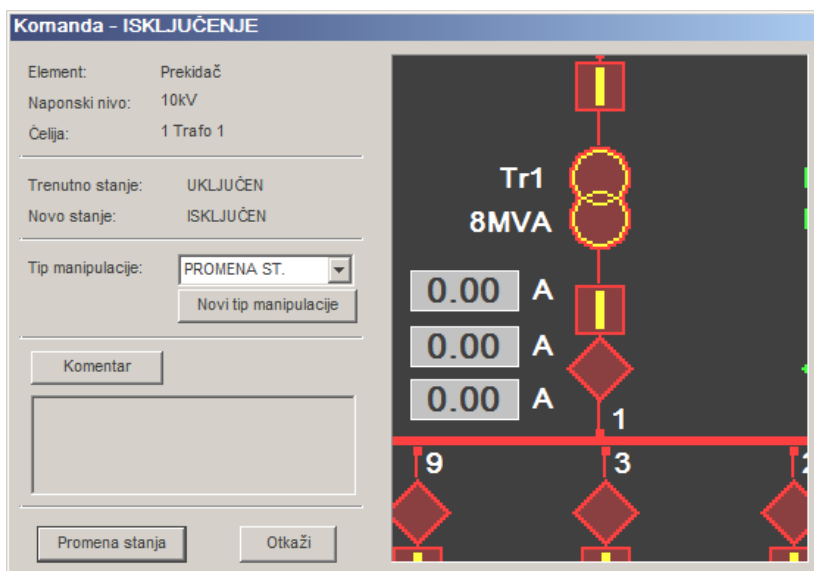 Komanda - ISKLJUČENJE
Element: Prekidač
Naponski nivo: 10kV
Ćelija: 1 Trafo 1
Trenutno stanje: UKLJUČEN
Novo stanje: ISKLJUČEN
Tip manipulacije: PROMENA ST.
Novi tip manipulacije
Komentar
Promena stanja
Otkaži
Tr1
8MVA
0.00 A
0.00 A
0.00 A
1
9
3